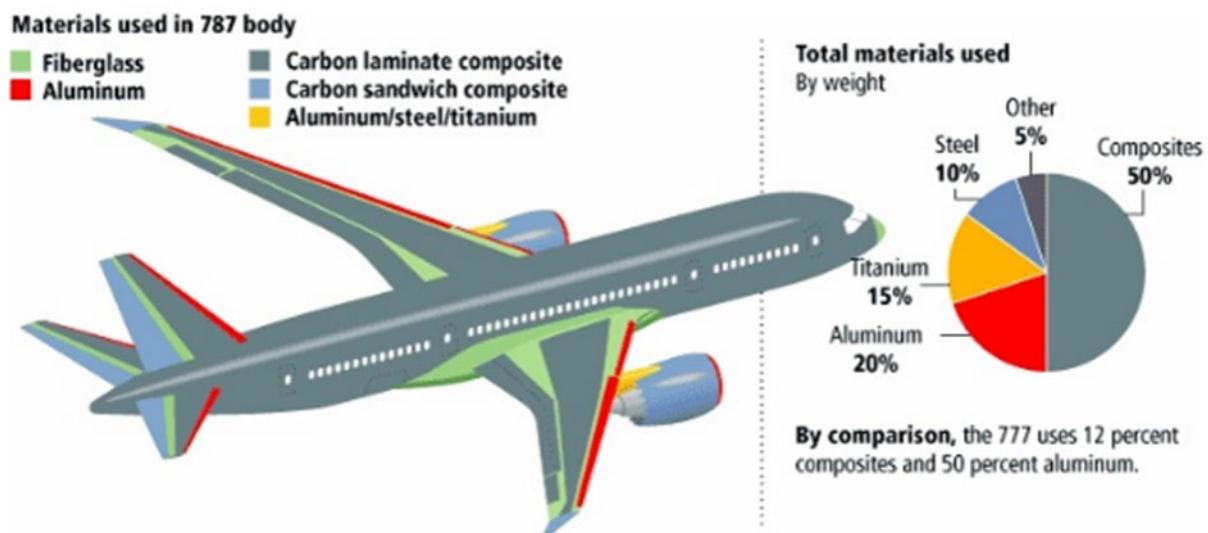 Materials used in 787 body
Fiberglass
Aluminum
Carbon laminate composite
Carbon sandwich composite
Aluminum/steel/titanium
Total materials used
By weight
Other
5%
Steel
10%
Composites
50%
Titanium
15%
Aluminum
20%
By comparison, the 777 uses 12 percent
composites and 50 percent aluminum.